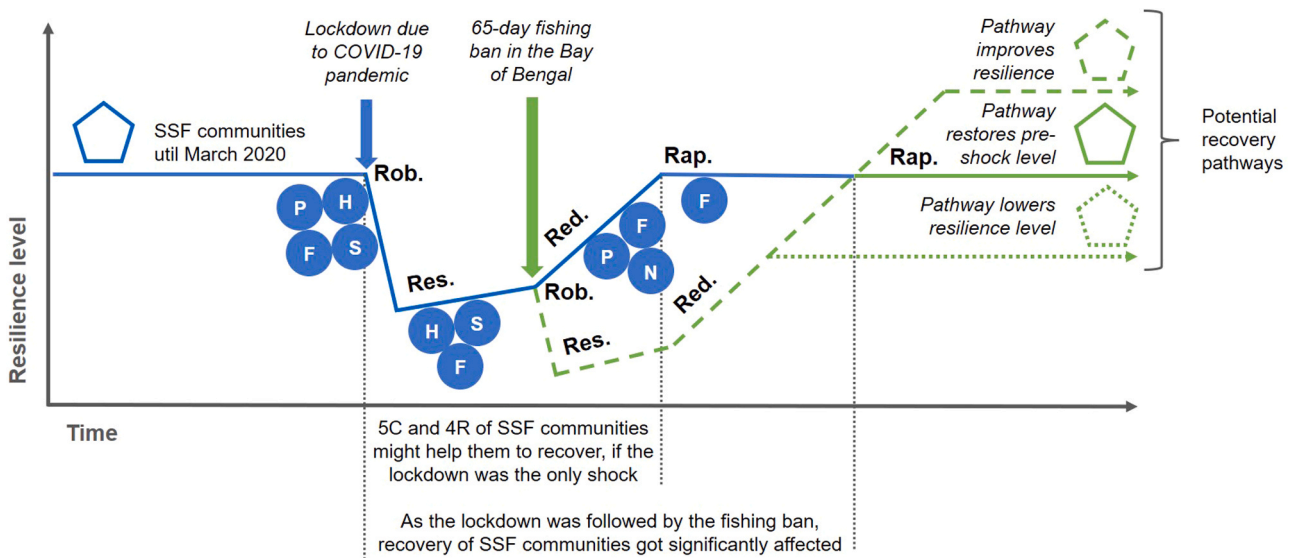 Lockdown due
to COVID-19
pandemic
65-day fishing
ban in the Bay
of Bengal
Pathway
improves
resilience
SSF communities
util March 2020
Pathway
restores pre-
shock level
Potential
recovery
pathways
Rob.
Rap.
Rap.
P
H
F
S
F
Pathway lowers
resilience level
Red.
F
P
N
Res.
Rob.
Red.
H
S
F
Res.
Resilience level
Time
5C and 4R of SSF communities
might help them to recover, if the
lockdown was the only shock
As the lockdown was followed by the fishing ban,
recovery of SSF communities got significantly affected